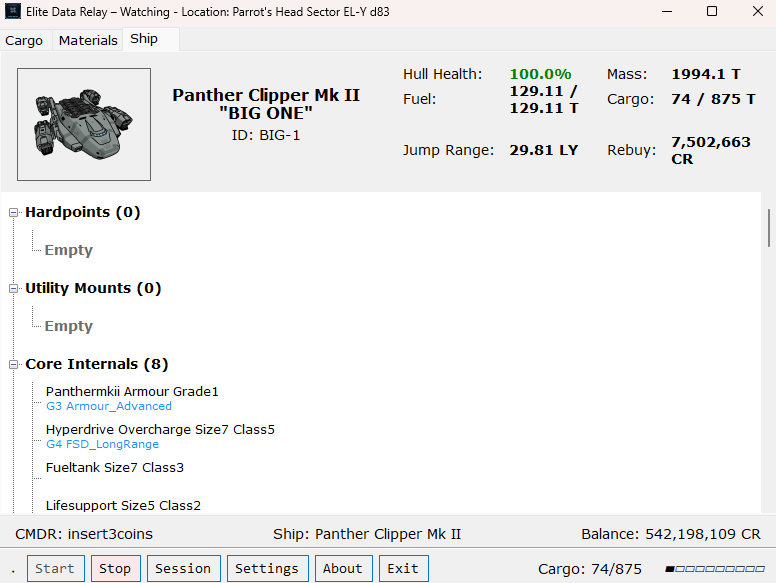 Elite Data Relay – Watching - Location: Parrot's Head Sector EL-Y d83
Cargo Materials Ship
Panther Clipper Mk II
"BIG ONE"
ID: BIG-1
Hull Health: 100.0% Mass: 1994.1 T
Fuel: 129.11 / 129.11 T Cargo: 74 / 875 T
Jump Range: 29.81 LY Rebuy: 7,502,663 CR
Hardpoints (0)
Empty
Utility Mounts (0)
Empty
Core Internals (8)
Panthermkii Armour Grade1
G3 Armour_Advanced
Hyperdrive Overcharge Size7 Class5
G4 FSD_LongRange
Fueltank Size7 Class3
Lifesupport Size5 Class2
CMDR: insert3coins Ship: Panther Clipper Mk II Balance: 542,198,109 CR
. Start Stop Session Settings About Exit Cargo: 74/875